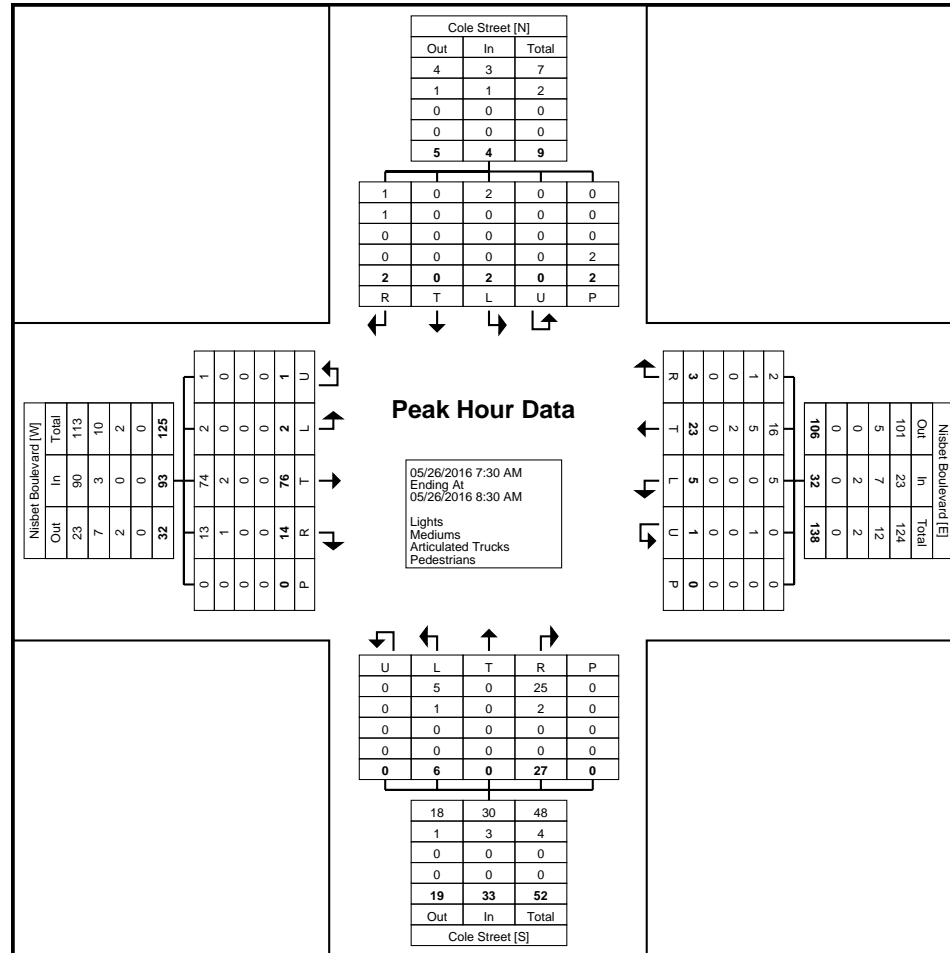 Cole Street [N]
Out In Total
4 3 7
1 1 2
0 0 0
0 0 0
5 4 9
1 0 2 0 0
1 0 0 0 0
0 0 0 0 0
0 0 0 0 2
2 0 2 0 2
R T L U P
Nisbet Boulevard [W]
Total 113 10 2 0 125
In 90 3 0 0 93
Out 23 7 2 0 32
1 0 0 0 1 U
2 0 0 0 2 L
74 2 0 0 76 T
13 1 0 0 14 R
0 0 0 0 0 P
Peak Hour Data
05/26/2016 7:30 AM
Ending At
05/26/2016 8:30 AM
Lights
Mediums
Articulated Trucks
Pedestrians
R 3 0 0 1 2
T 23 0 2 5 16
L 5 0 0 0 5
U 1 0 0 1 0
P 0 0 0 0 0
106 0 0 5 101 Out
32 0 2 7 23 In
138 0 2 12 124 Total
Nisbet Boulevard [E]
U L T R P
0 5 0 25 0
0 1 0 2 0
0 0 0 0 0
0 0 0 0 0
0 6 0 27 0
18 30 48
1 3 4
0 0 0
0 0 0
19 33 52
Out In Total
Cole Street [S]